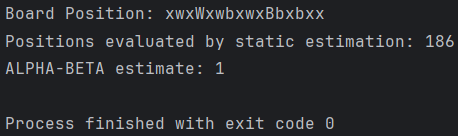 Board Position: xwxWxwbxwxBbxbxx
Positions evaluated by static estimation: 186
ALPHA-BETA estimate: 1
Process finished with exit code 0